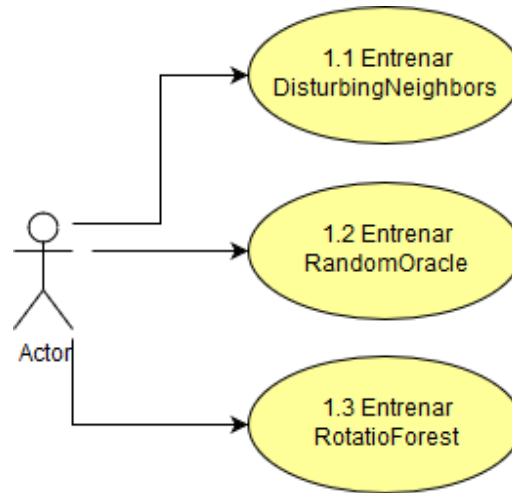 1.1 Entrenar
DisturbingNeighbors
1.2 Entrenar
RandomOracle
Actor
1.3 Entrenar
RotatioForest